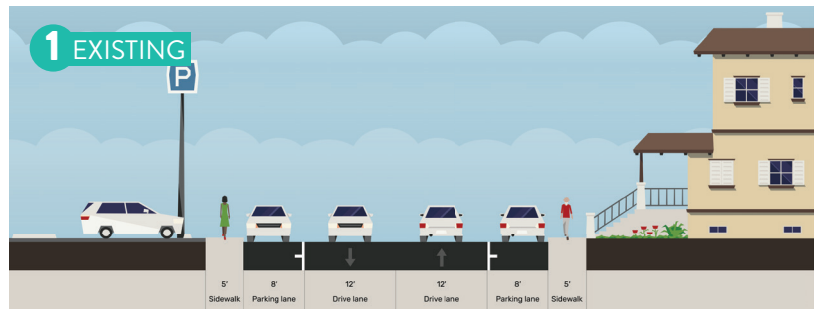 1 EXISTING
P
5' 8' 12' 12' 8' 5'
Sidewalk Parking lane Drive lane Drive lane Parking lane Sidewalk